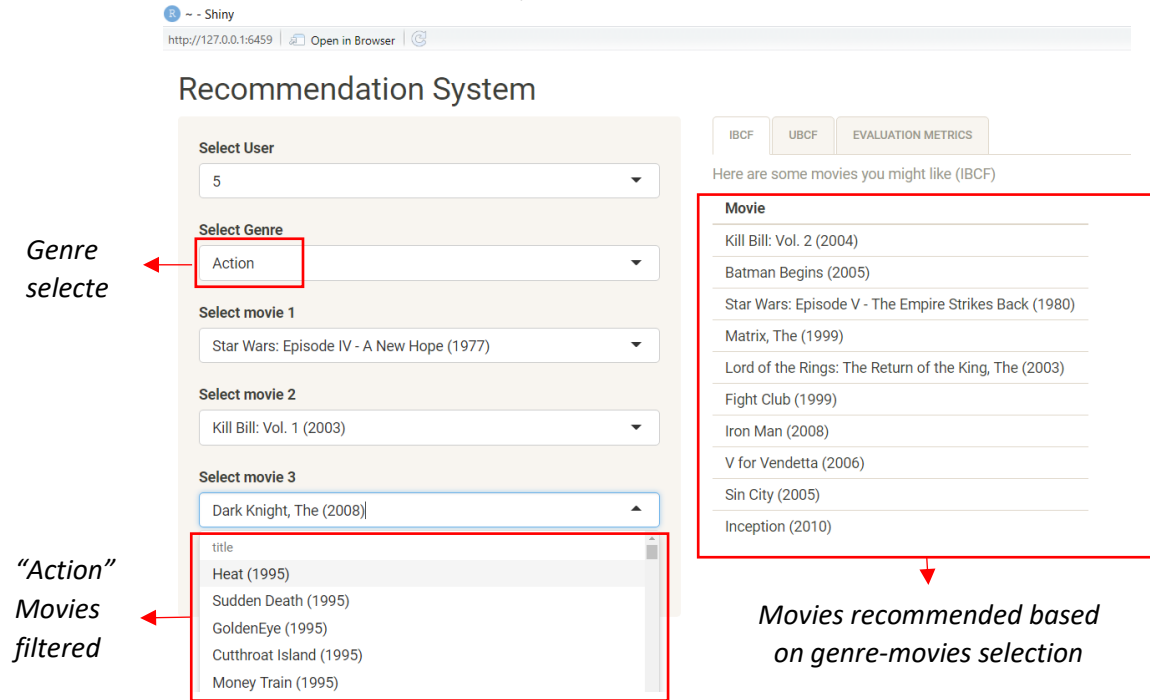 R ~ - Shiny
http://127.0.0.1:6459 Open in Browser
Recommendation System
Select User
5
Select Genre
Action
Select movie 1
Star Wars: Episode IV - A New Hope (1977)
Select movie 2
Kill Bill: Vol. 1 (2003)
Select movie 3
Dark Knight, The (2008)
title
Heat (1995)
Sudden Death (1995)
GoldenEye (1995)
Cutthroat Island (1995)
Money Train (1995)
Genre
selecte
“Action”
Movies
filtered
IBCF UBCF EVALUATION METRICS
Here are some movies you might like (IBCF)
Movie
Kill Bill: Vol. 2 (2004)
Batman Begins (2005)
Star Wars: Episode V - The Empire Strikes Back (1980)
Matrix, The (1999)
Lord of the Rings: The Return of the King, The (2003)
Fight Club (1999)
Iron Man (2008)
V for Vendetta (2006)
Sin City (2005)
Inception (2010)
Movies recommended based
on genre-movies selection